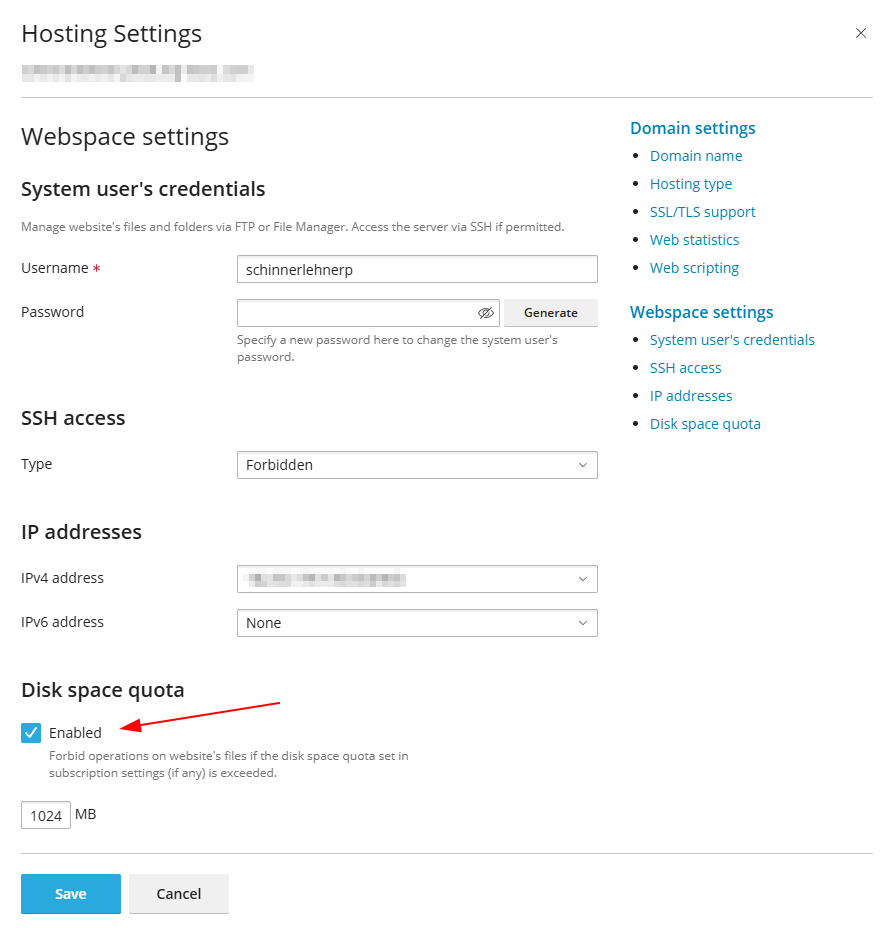 Hosting Settings
Webspace settings
System user's credentials
Manage website's files and folders via FTP or File Manager. Access the server via SSH if permitted.
Username *
schinnerlehnerp
Password
Generate
Specify a new password here to change the system user's
password.
SSH access
Type
Forbidden
IP addresses
IPv4 address
IPv6 address
None
Disk space quota
Enabled
Forbid operations on website's files if the disk space quota set in
subscription settings (if any) is exceeded.
1024 MB
Save
Cancel
Domain settings
Domain name
Hosting type
SSL/TLS support
Web statistics
Web scripting
Webspace settings
System user's credentials
SSH access
IP addresses
Disk space quota